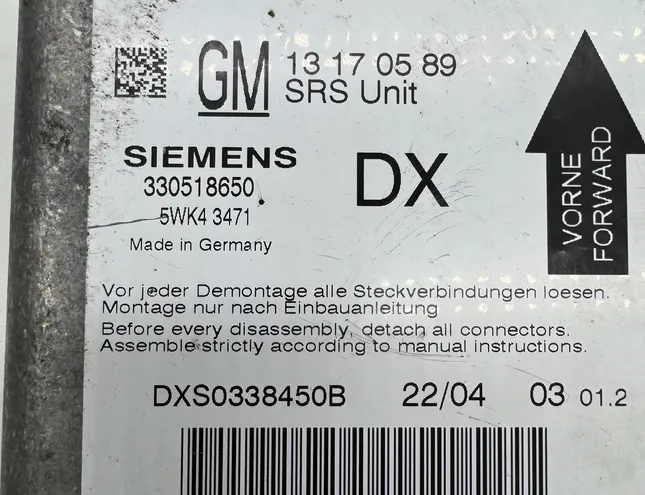 GM 13 17 05 89
SRS Unit
SIEMENS
330518650
5WK4 3471
Made in Germany
DX
VORNE
FORWARD
Vor jeder Demontage alle Steckverbindungen loesen.
Montage nur nach Einbauanleitung
Before every disassembly, detach all connectors.
Assemble strictly according to manual instructions.
DXS0338450B 22/04 03 01.2